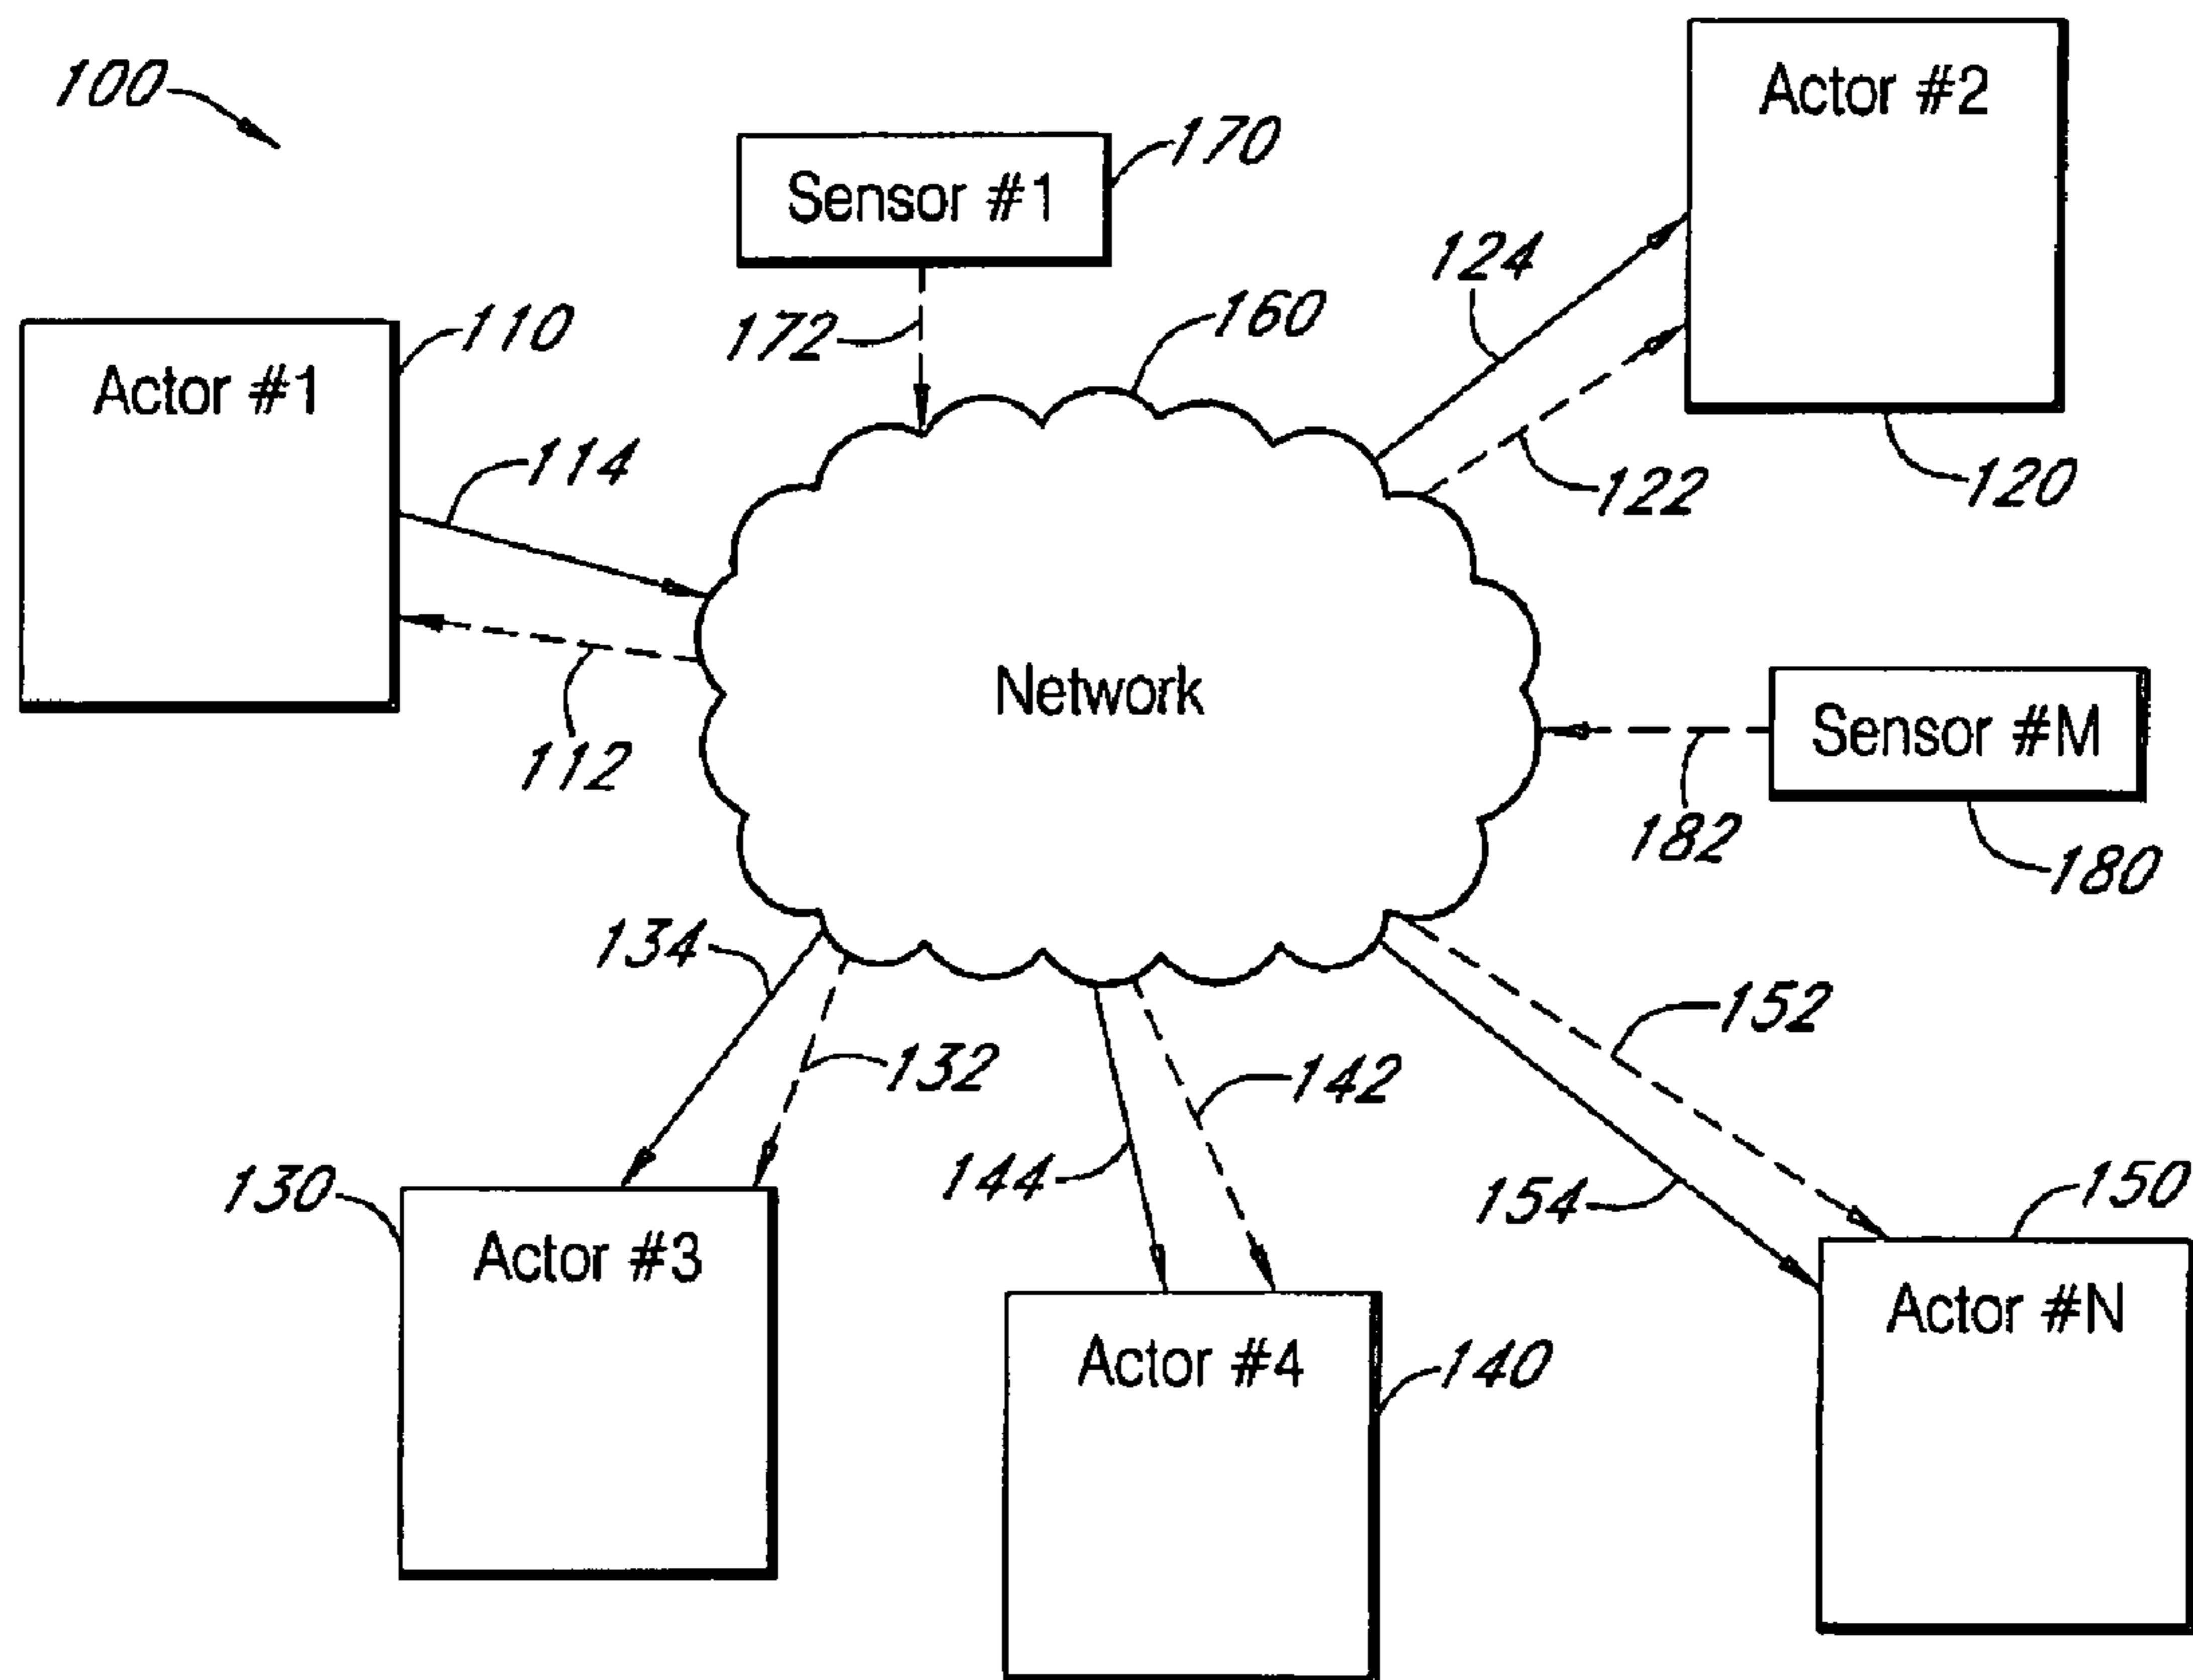 100
Actor #2
Sensor #1
170
124
172
160
110
Actor #1
114
122
120
Network
Sensor #M
112
182
180
134
152
132
142
144
154
130
150
Actor #3
Actor #N
Actor #4
140